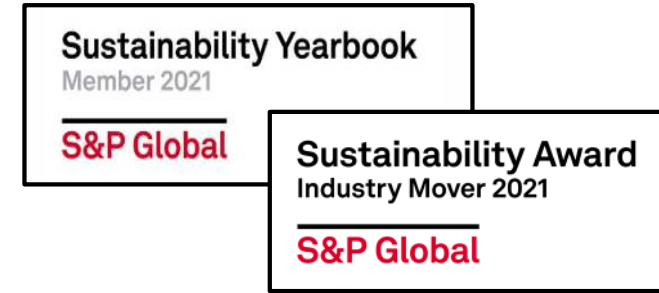 Sustainability Yearbook
Member 2021
S&P Global
Sustainability Award
Industry Mover 2021
S&P Global